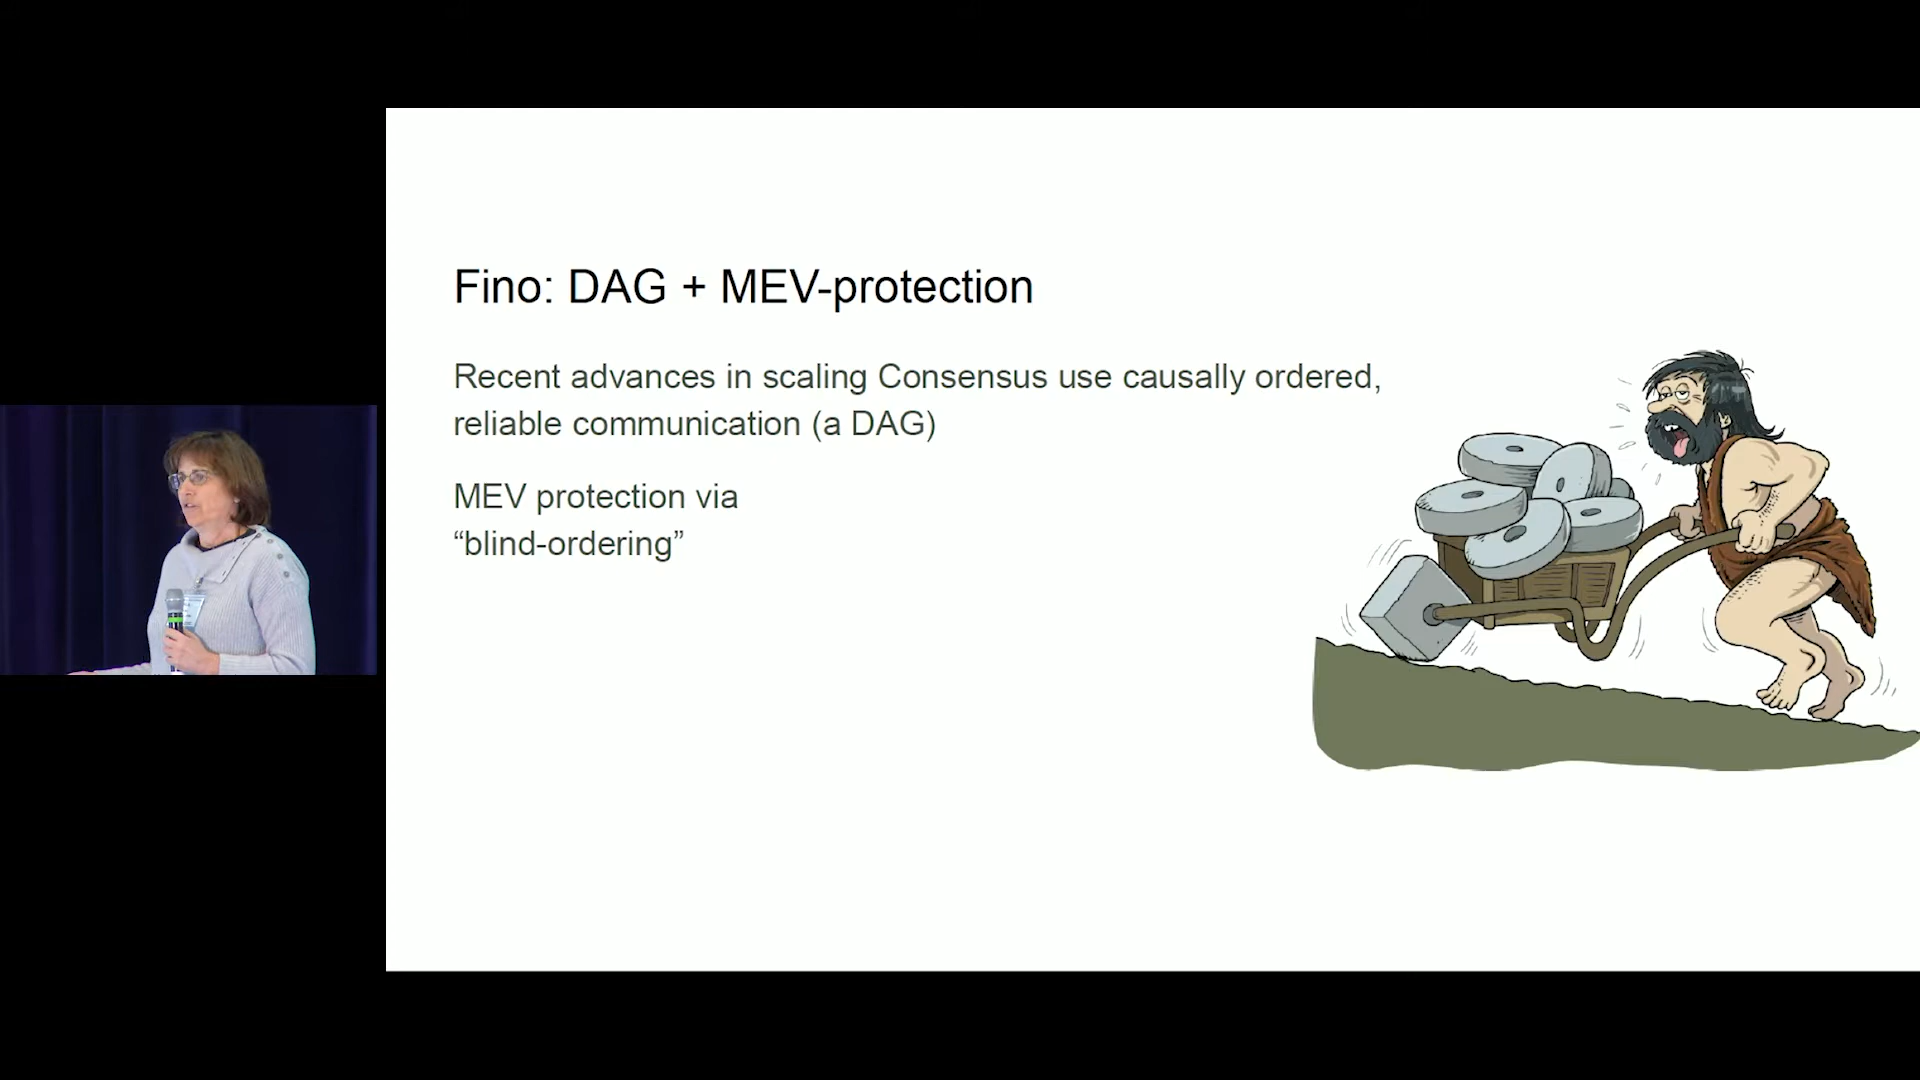 Fino: DAG + MEV-protection
Recent advances in scaling Consensus use causally ordered,
reliable communication (a DAG)
MEV protection via
“blind-ordering”